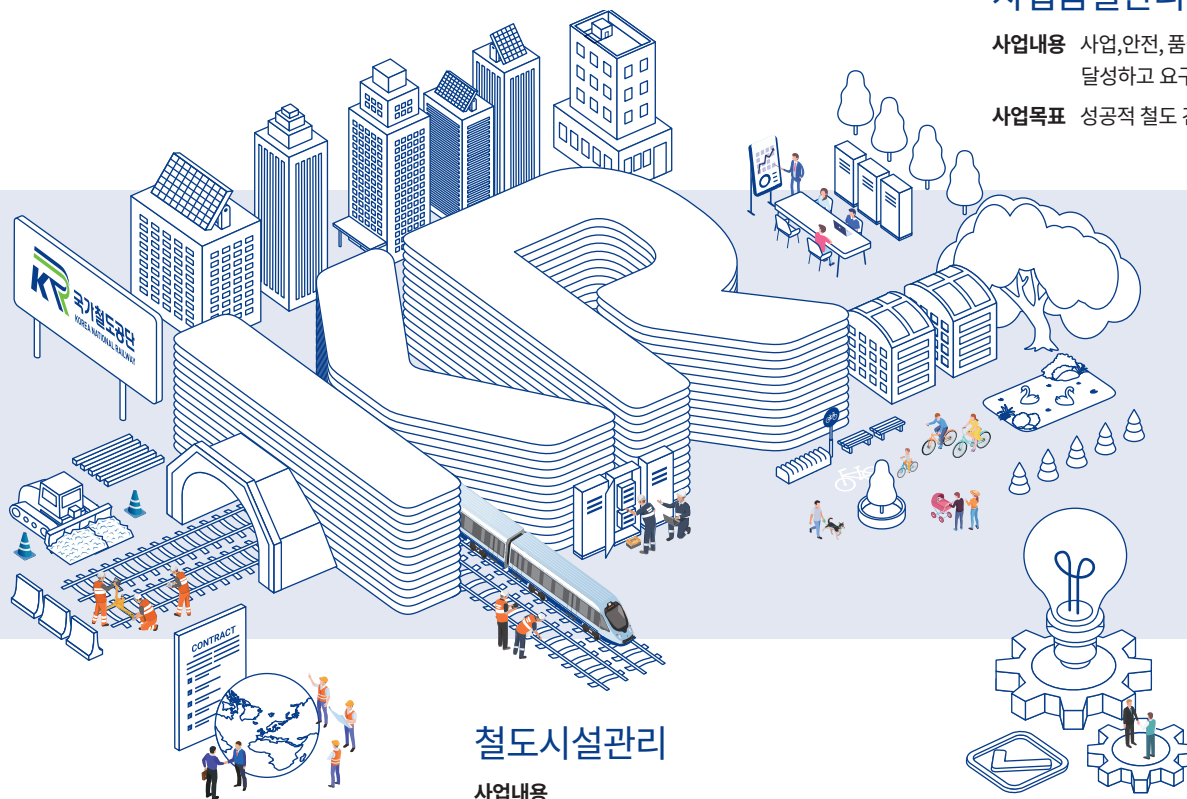 사업내용 사업,안전, 품
달성하고 요구
사업목표 성공적 철도 건
KR 국가철도공단
KOREA NATIONAL RAILWAY
CONTRACT
철도시설관리
사업내용